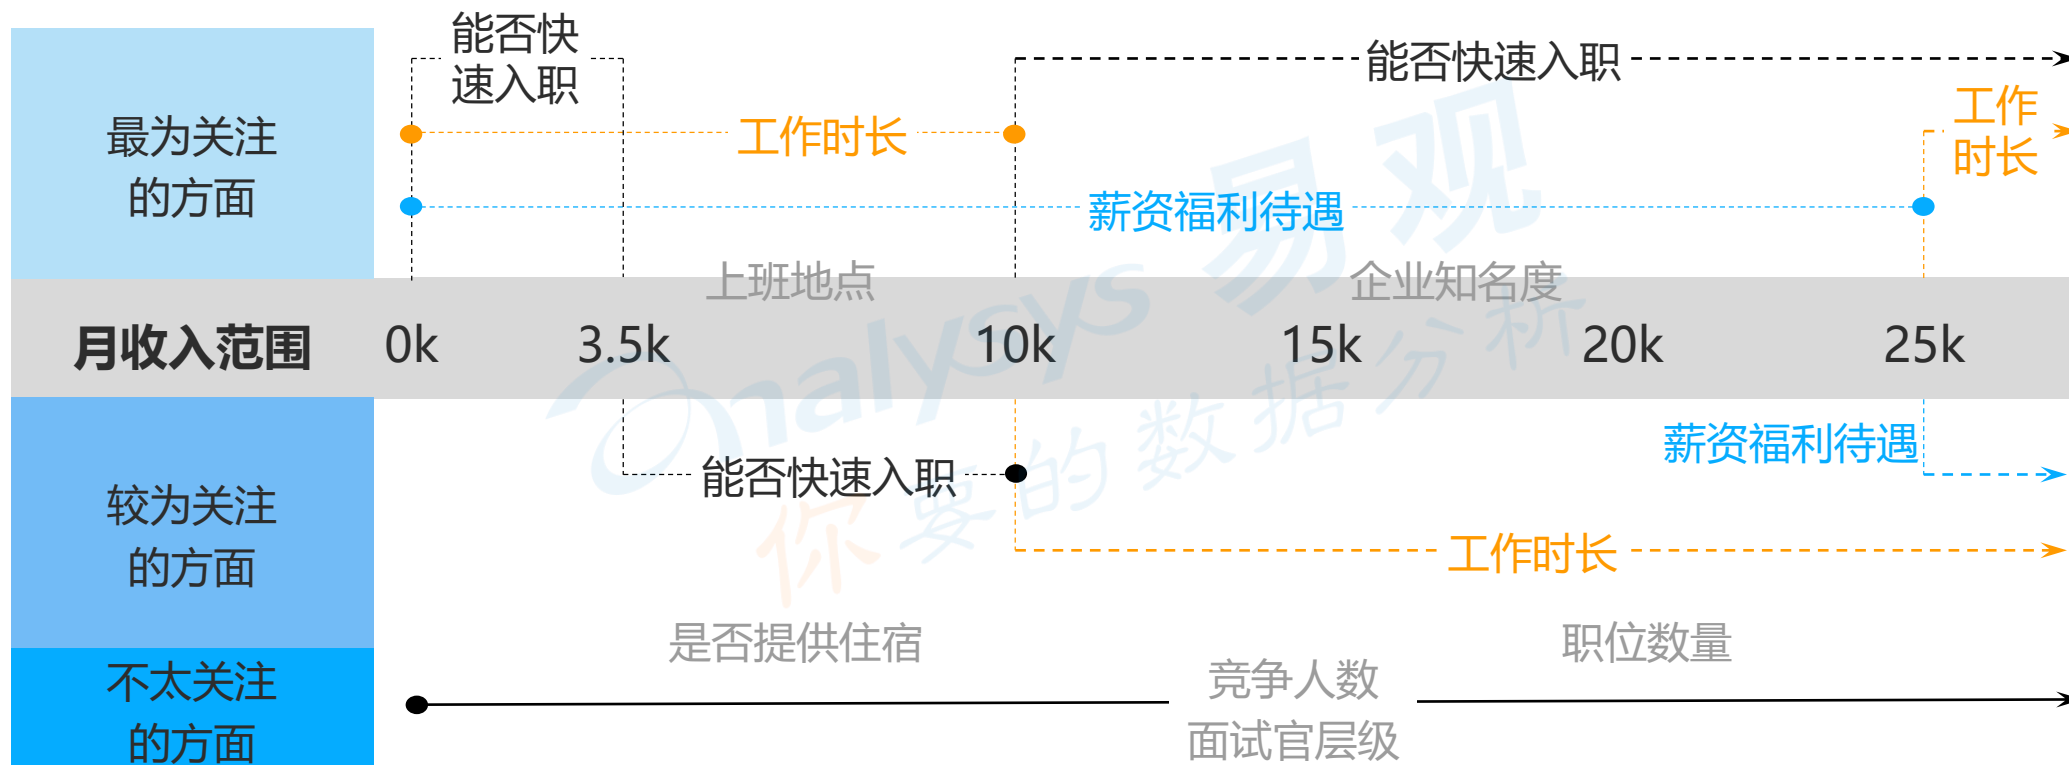 能否快
速入职
能否快速入职
工作
时长
最为关注
的方面
工作时长
薪资福利待遇
上班地点
企业知名度
月收入范围
0k
3.5k
10k
15k
20k
25k
薪资福利待遇
较为关注
的方面
能否快速入职
工作时长
是否提供住宿
职位数量
不太关注
的方面
竞争人数
面试官层级
analysys 易观
你要的数据分析